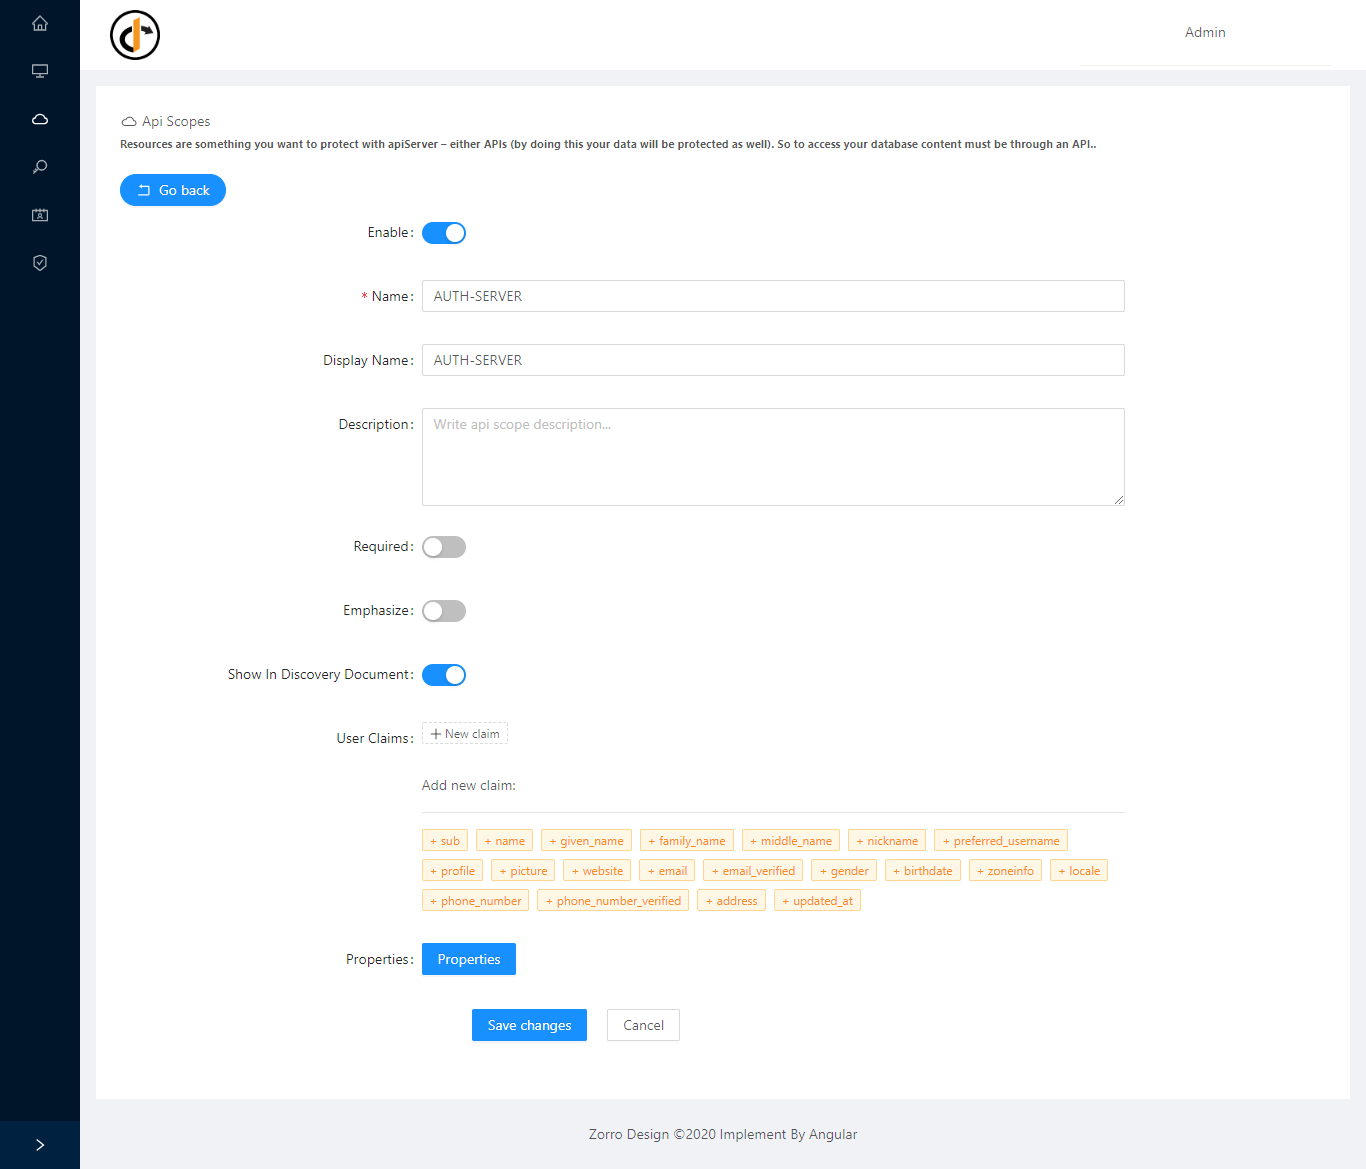 Admin
Api Scopes
Resources are something you want to protect with apiServer – either APIs (by doing this your data will be protected as well). So to access your database content must be through an API..
Go back
Enable:
* Name: AUTH-SERVER
Display Name: AUTH-SERVER
Description: Write api scope description...
Required:
Emphasize:
Show In Discovery Document:
User Claims: + New claim
Add new claim:
+ sub + name + given_name + family_name + middle_name + nickname + preferred_username
+ profile + picture + website + email + email_verified + gender + birthdate + zoneinfo + locale
+ phone_number + phone_number_verified + address + updated_at
Properties: Properties
Save changes Cancel
Zorro Design ©2020 Implement By Angular